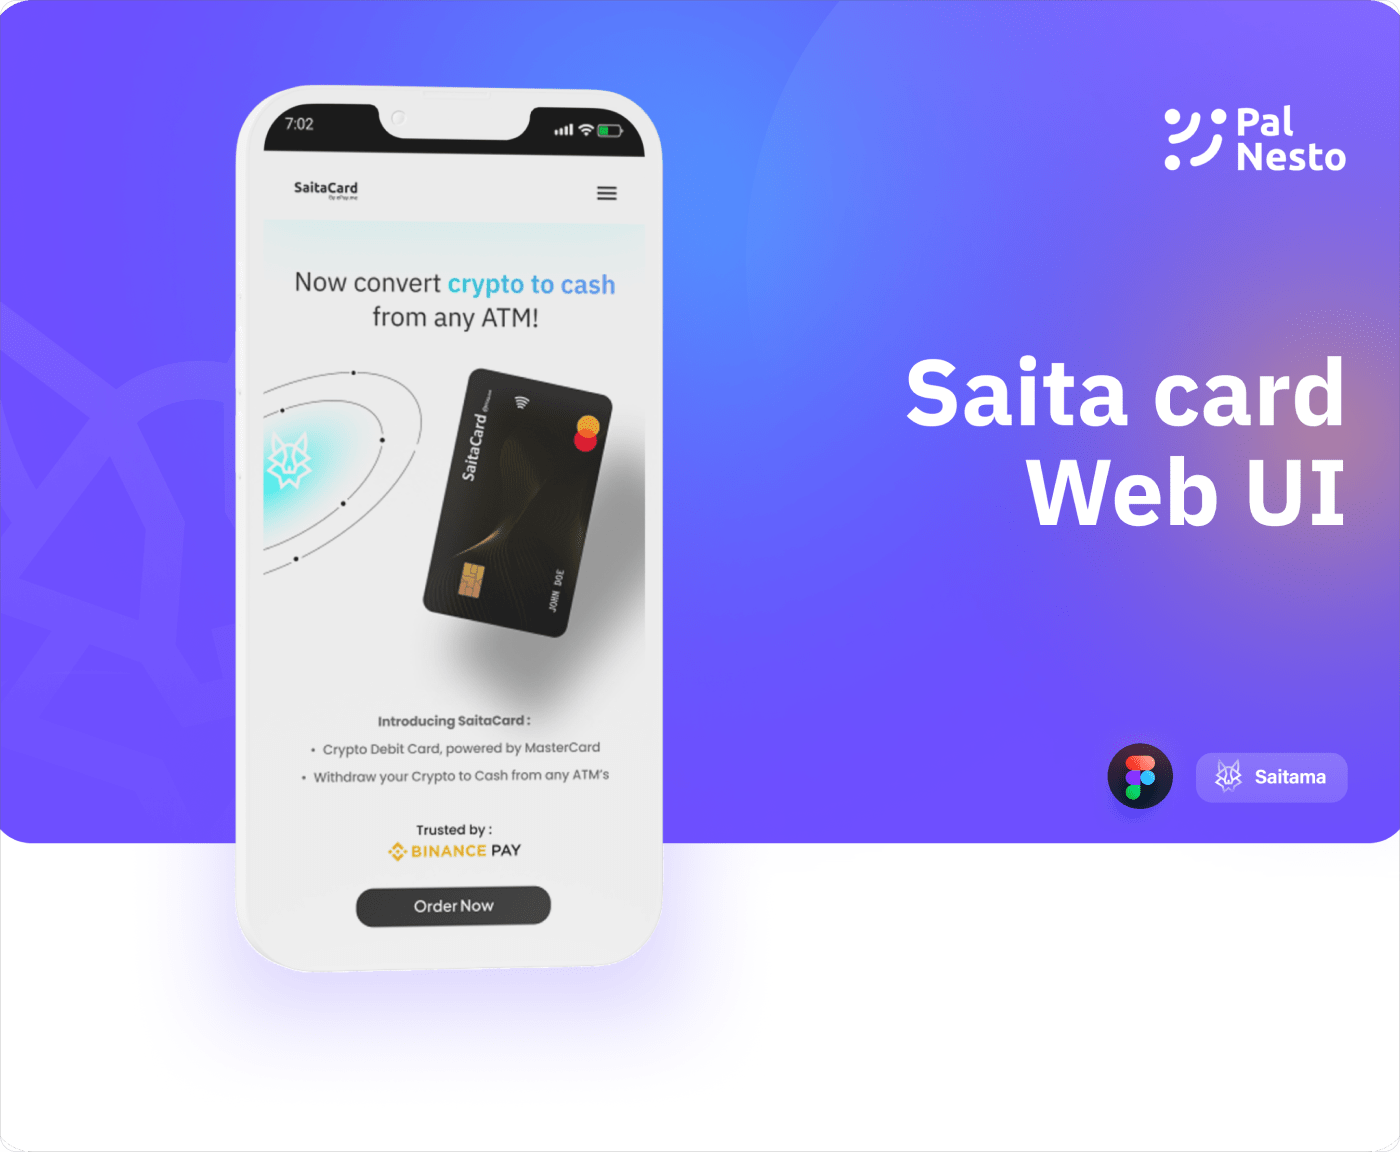 7:02
SaitaCard
Now convert crypto to cash
from any ATM!
SaitaCard
JOHN DOE
Introducing SaitaCard :
• Crypto Debit Card, powered by MasterCard
• Withdraw your Crypto to Cash from any ATM's
Trusted by :
BINANCE PAY
Order Now
Pal
Nesto
Saita card
Web UI
Saitama